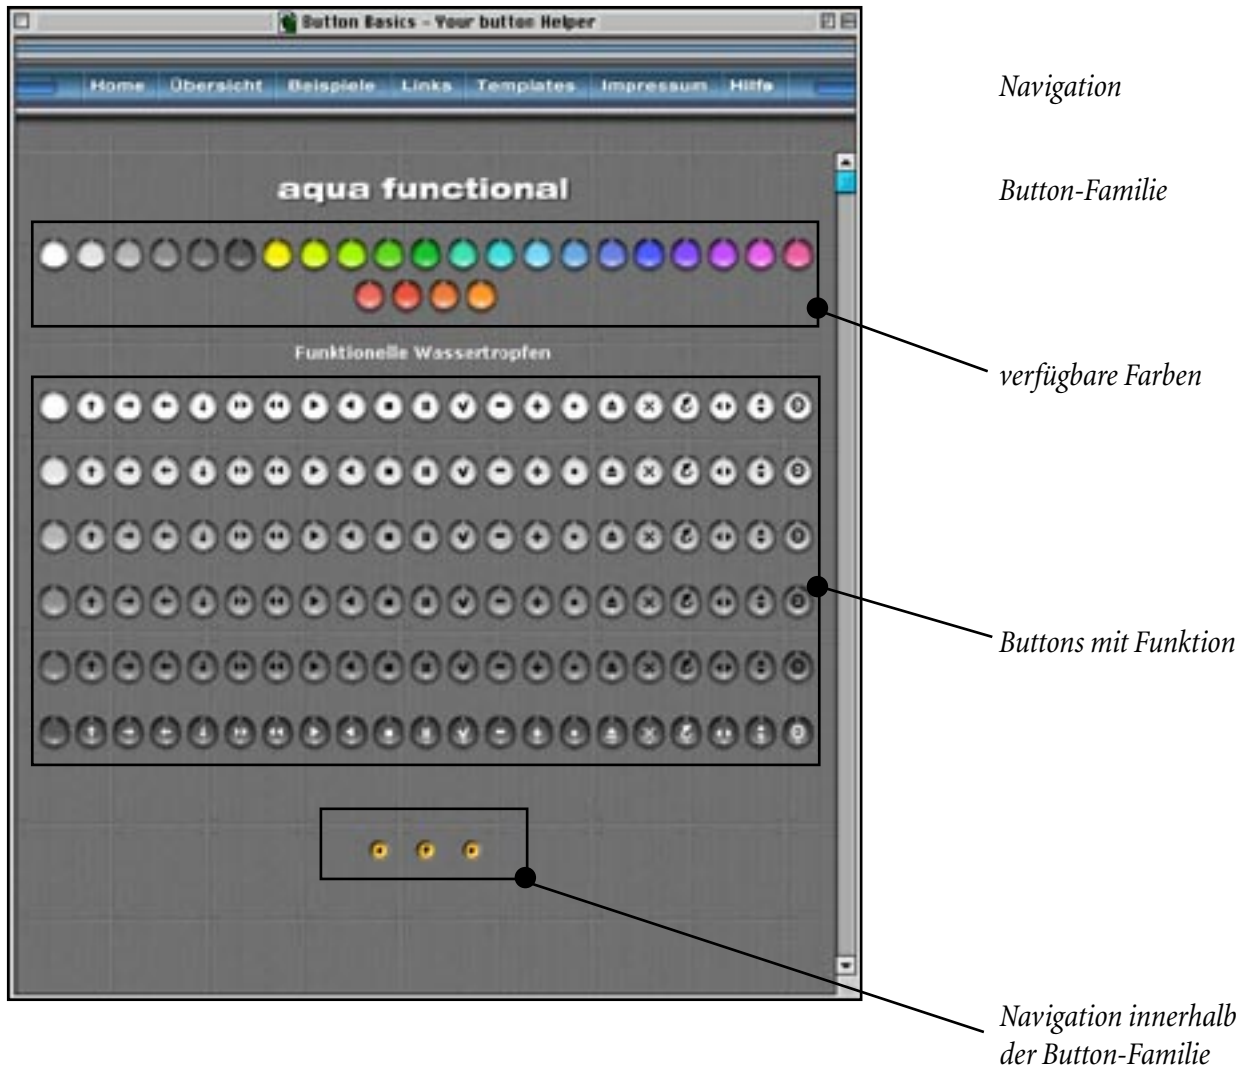 Button Basics - Your button Helper
Home Übersicht Beispiele Links Templates Impressum Hilfe
Navigation
aqua functional
Button-Familie
verfügbare Farben
Funktionelle Wassertropfen
Buttons mit Funktion
Navigation innerhalb
der Button-Familie